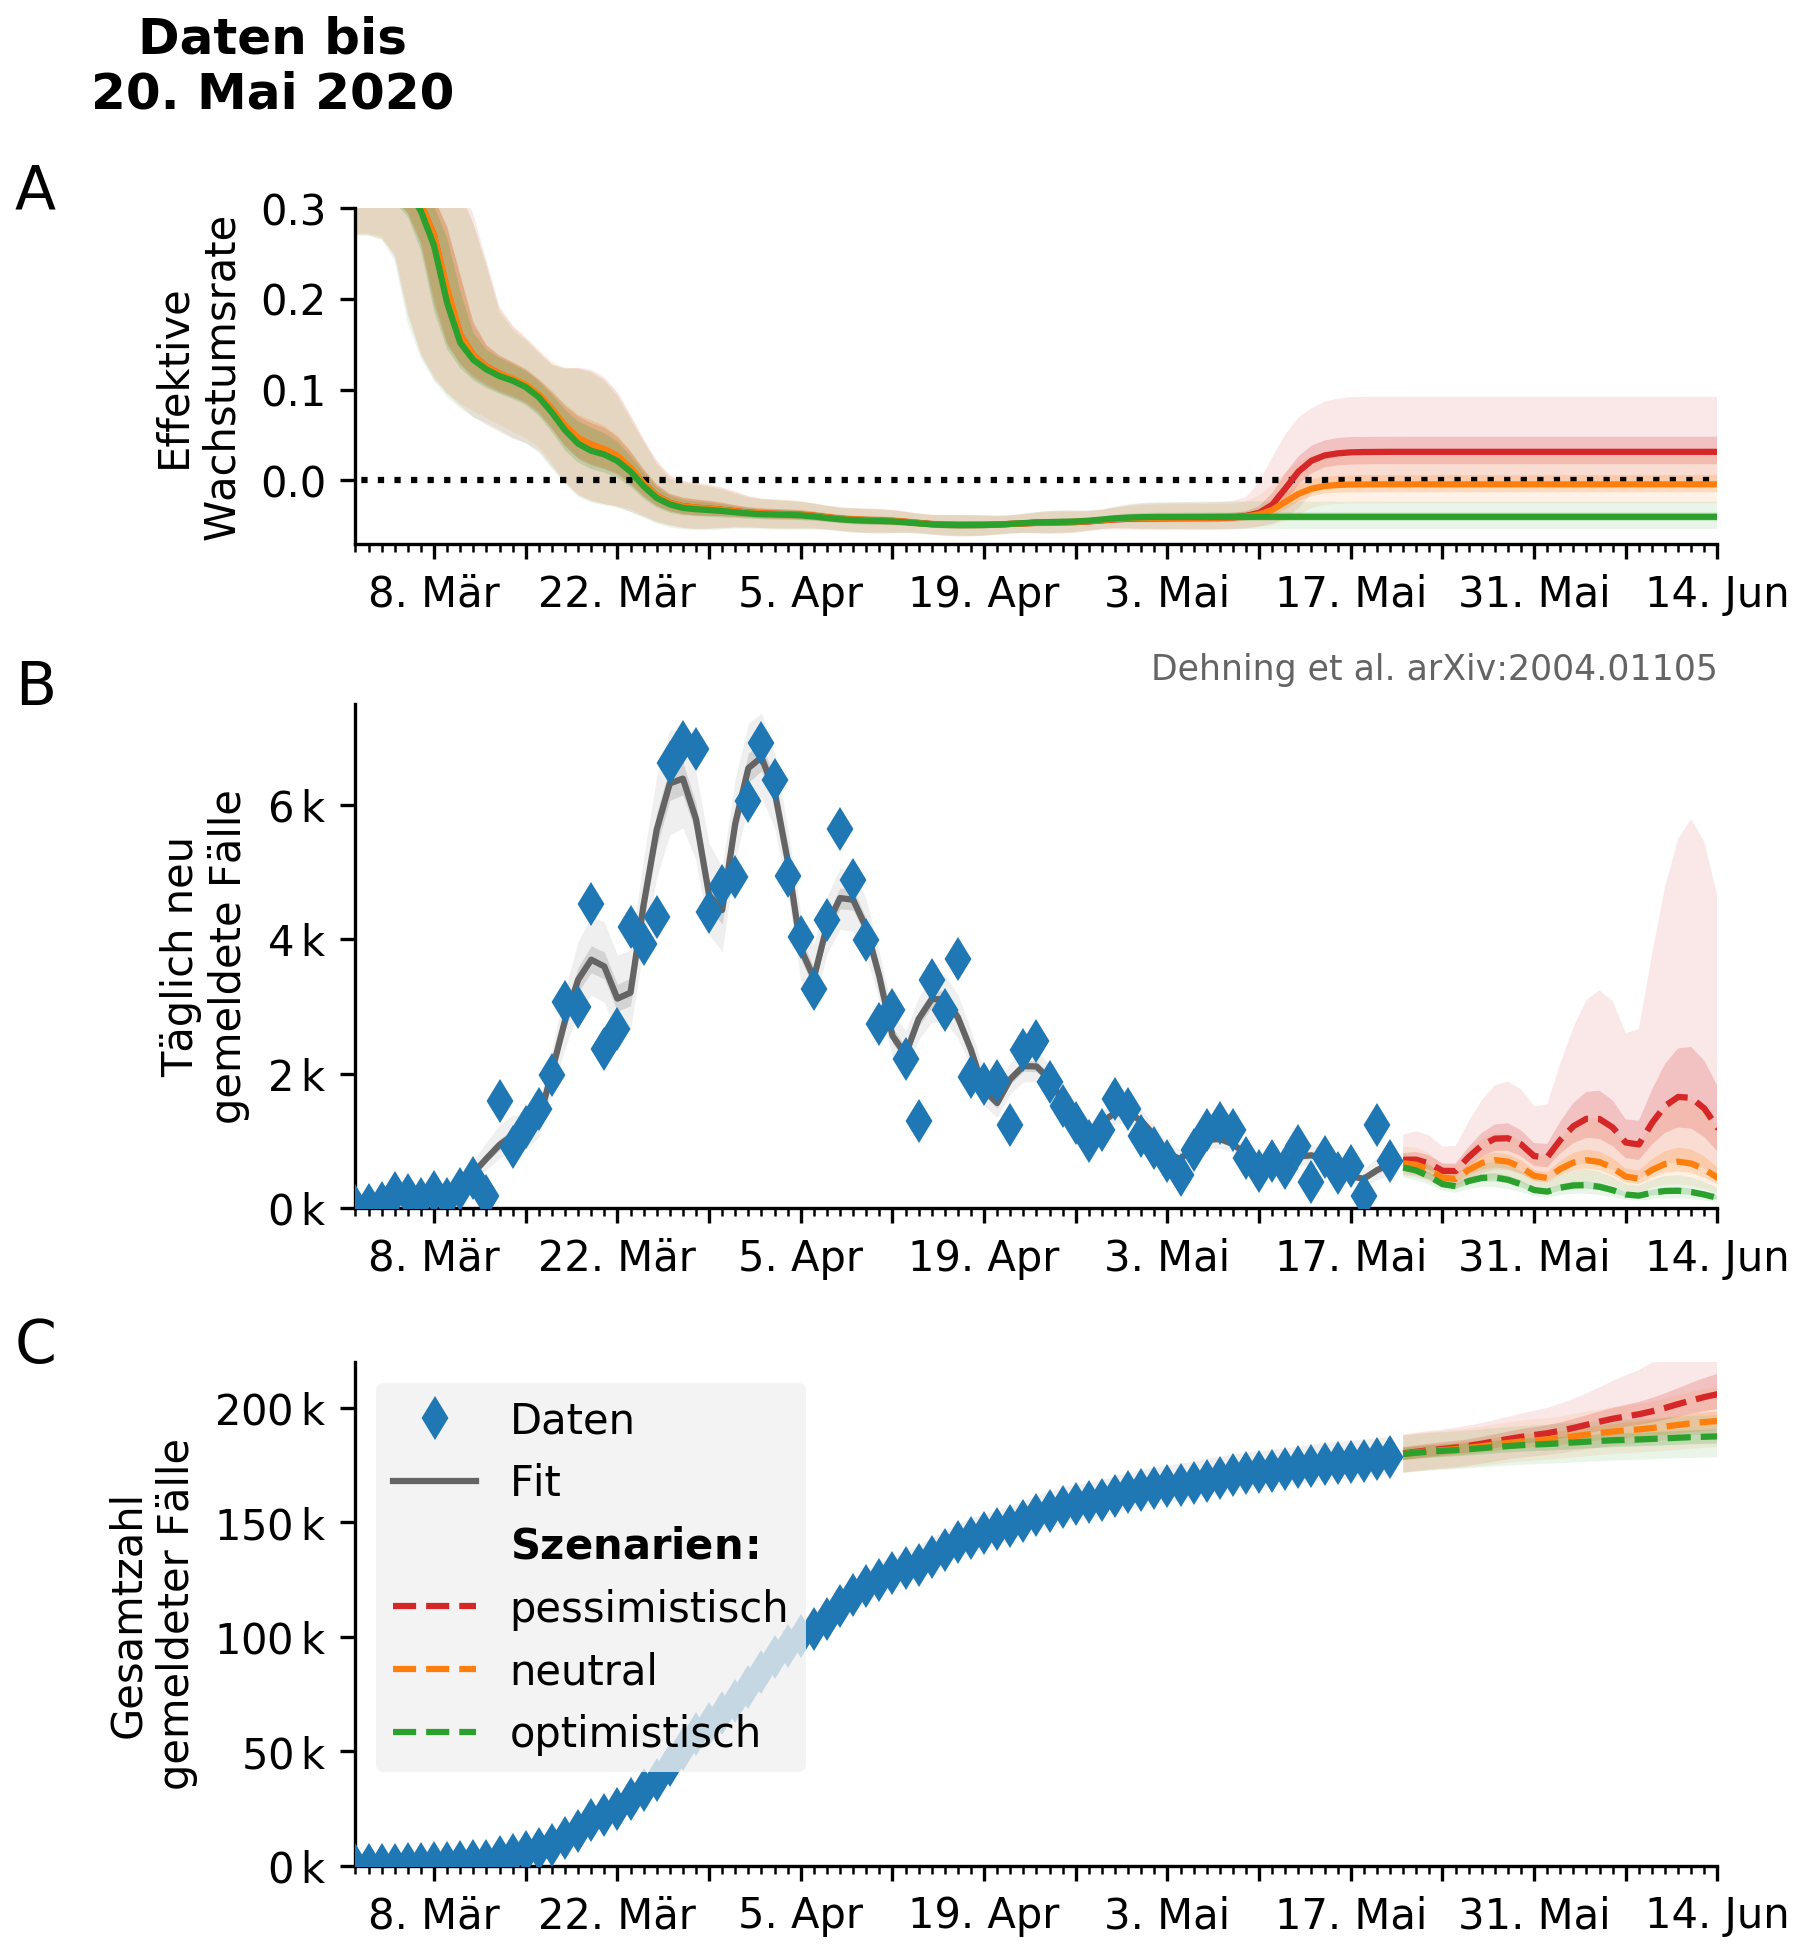 Daten bis
20. Mai 2020
A
Effektive
Wachstumsrate
0.3
0.2
0.1
0.0
8. Mär 22. Mär 5. Apr 19. Apr 3. Mai 17. Mai 31. Mai 14. Jun
Dehning et al. arXiv:2004.01105
B
Täglich neu
gemeldete Fälle
6 k
4 k
2 k
0 k
8. Mär 22. Mär 5. Apr 19. Apr 3. Mai 17. Mai 31. Mai 14. Jun
C
Gesamtzahl
gemeldeter Fälle
200 k
150 k
100 k
50 k
0 k
Daten
Fit
Szenarien:
pessimistisch
neutral
optimistisch
8. Mär 22. Mär 5. Apr 19. Apr 3. Mai 17. Mai 31. Mai 14. Jun